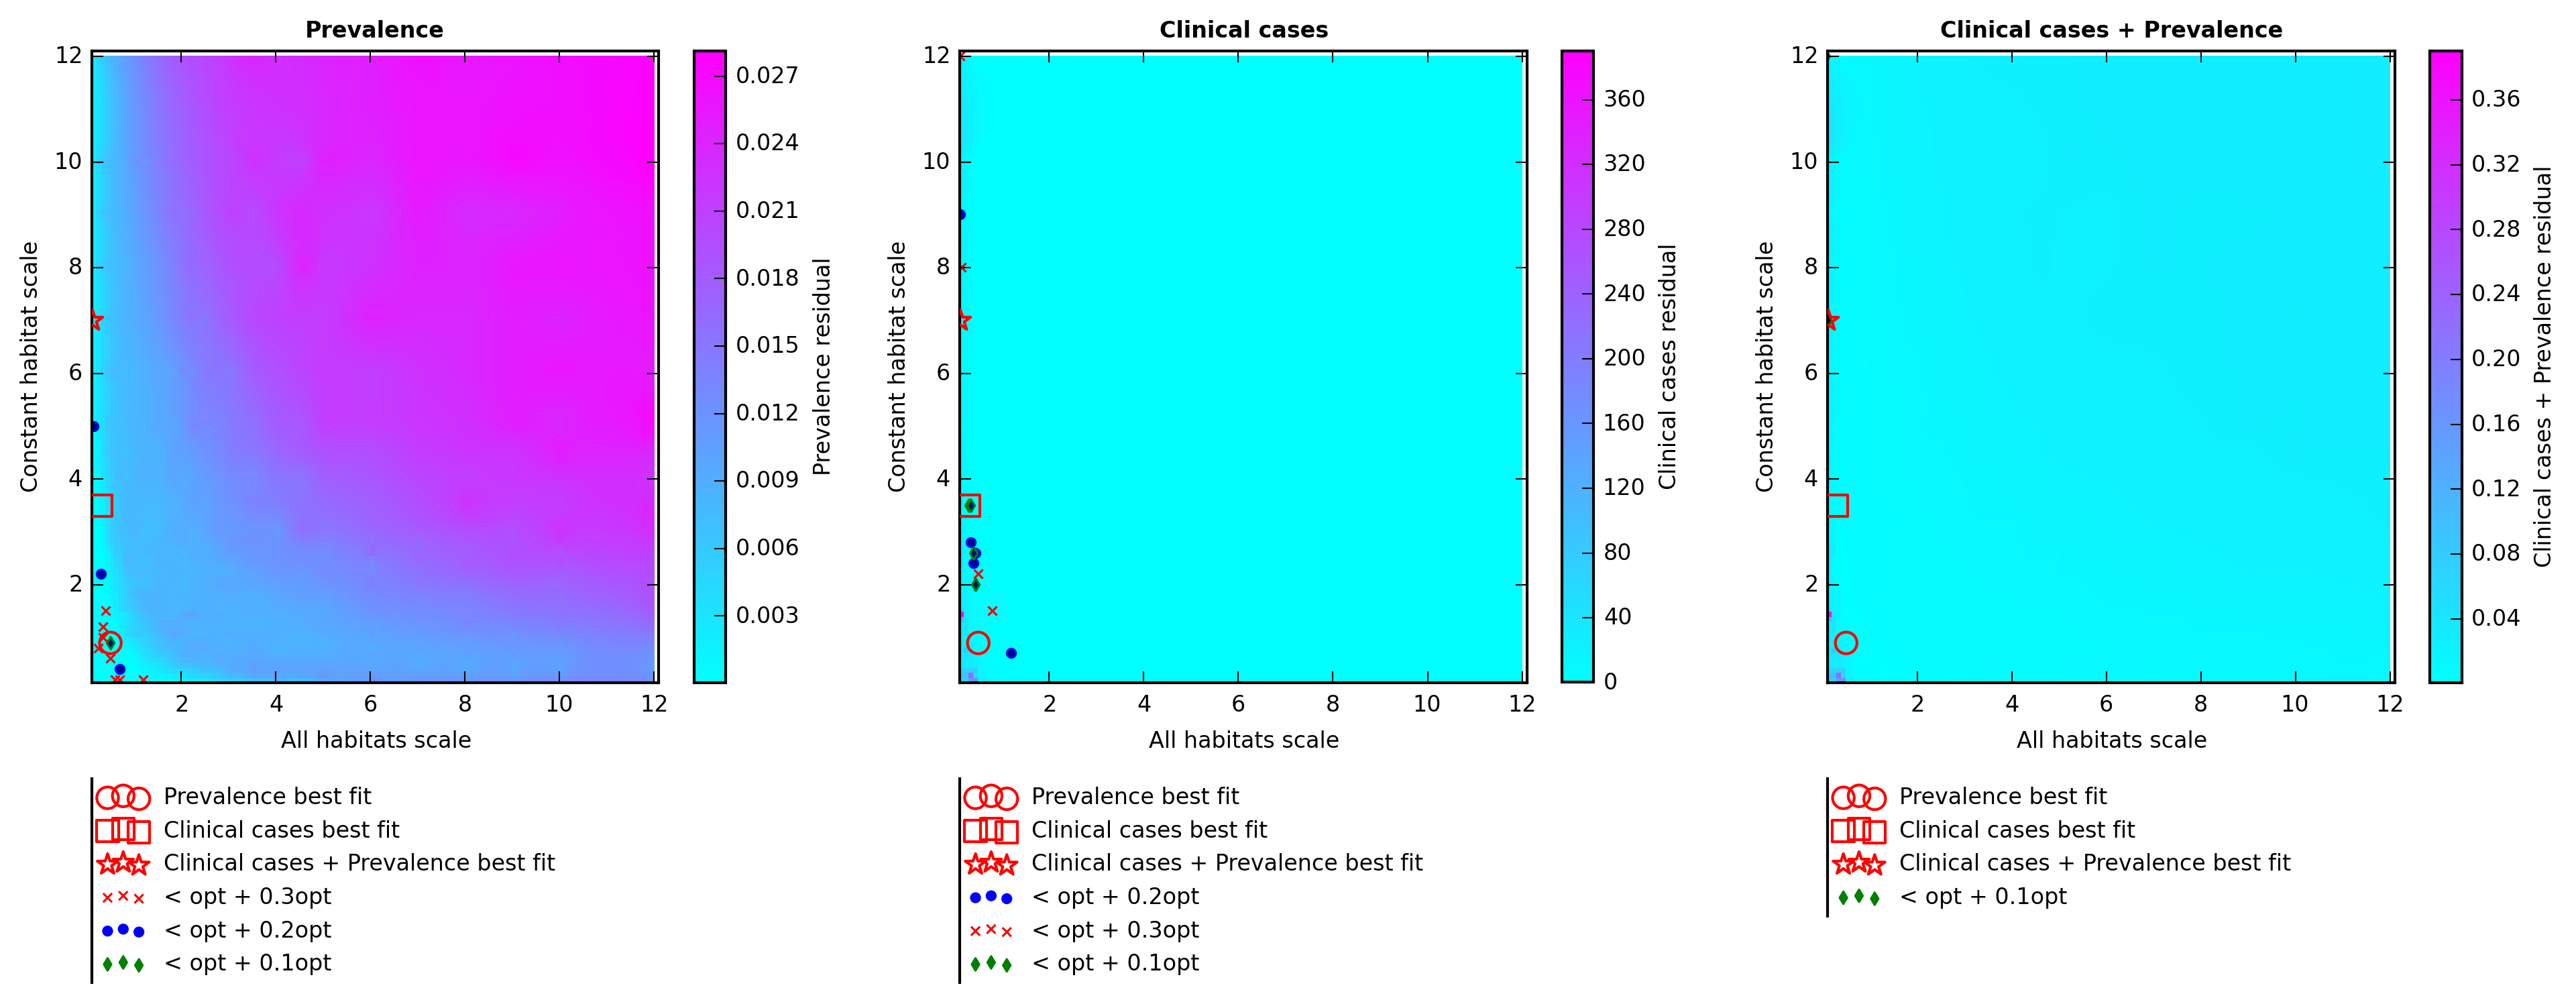 Prevalence
12
10
8
6
4
2
2 4 6 8 10 12
Constant habitat scale
All habitats scale
0.027
0.024
0.021
0.018
0.015
0.012
0.009
0.006
0.003
Prevalence residual
Prevalence best fit
Clinical cases best fit
Clinical cases + Prevalence best fit
< opt + 0.3opt
< opt + 0.2opt
< opt + 0.1opt
Clinical cases
12
10
8
6
4
2
2 4 6 8 10 12
Constant habitat scale
All habitats scale
360
320
280
240
200
160
120
80
40
0
Clinical cases residual
Prevalence best fit
Clinical cases best fit
Clinical cases + Prevalence best fit
< opt + 0.2opt
< opt + 0.3opt
< opt + 0.1opt
Clinical cases + Prevalence
12
10
8
6
4
2
2 4 6 8 10 12
Constant habitat scale
All habitats scale
0.36
0.32
0.28
0.24
0.20
0.16
0.12
0.08
0.04
Clinical cases + Prevalence residual
Prevalence best fit
Clinical cases best fit
Clinical cases + Prevalence best fit
< opt + 0.1opt